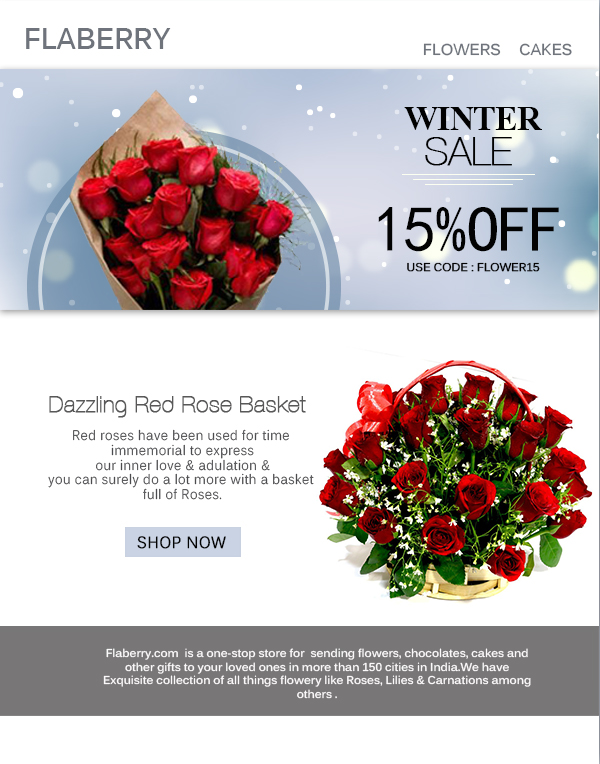 FLABERRY
FLOWERS CAKES
WINTER
SALE
15%OFF
USE CODE : FLOWER15
Dazzling Red Rose Basket
Red roses have been used for time
immemorial to express
our inner love & adulation &
you can surely do a lot more with a basket
full of Roses.
SHOP NOW
Flaberry.com is a one-stop store for sending flowers, chocolates, cakes and
other gifts to your loved ones in more than 150 cities in India.We have
Exquisite collection of all things flowery like Roses, Lilies & Carnations among
others .